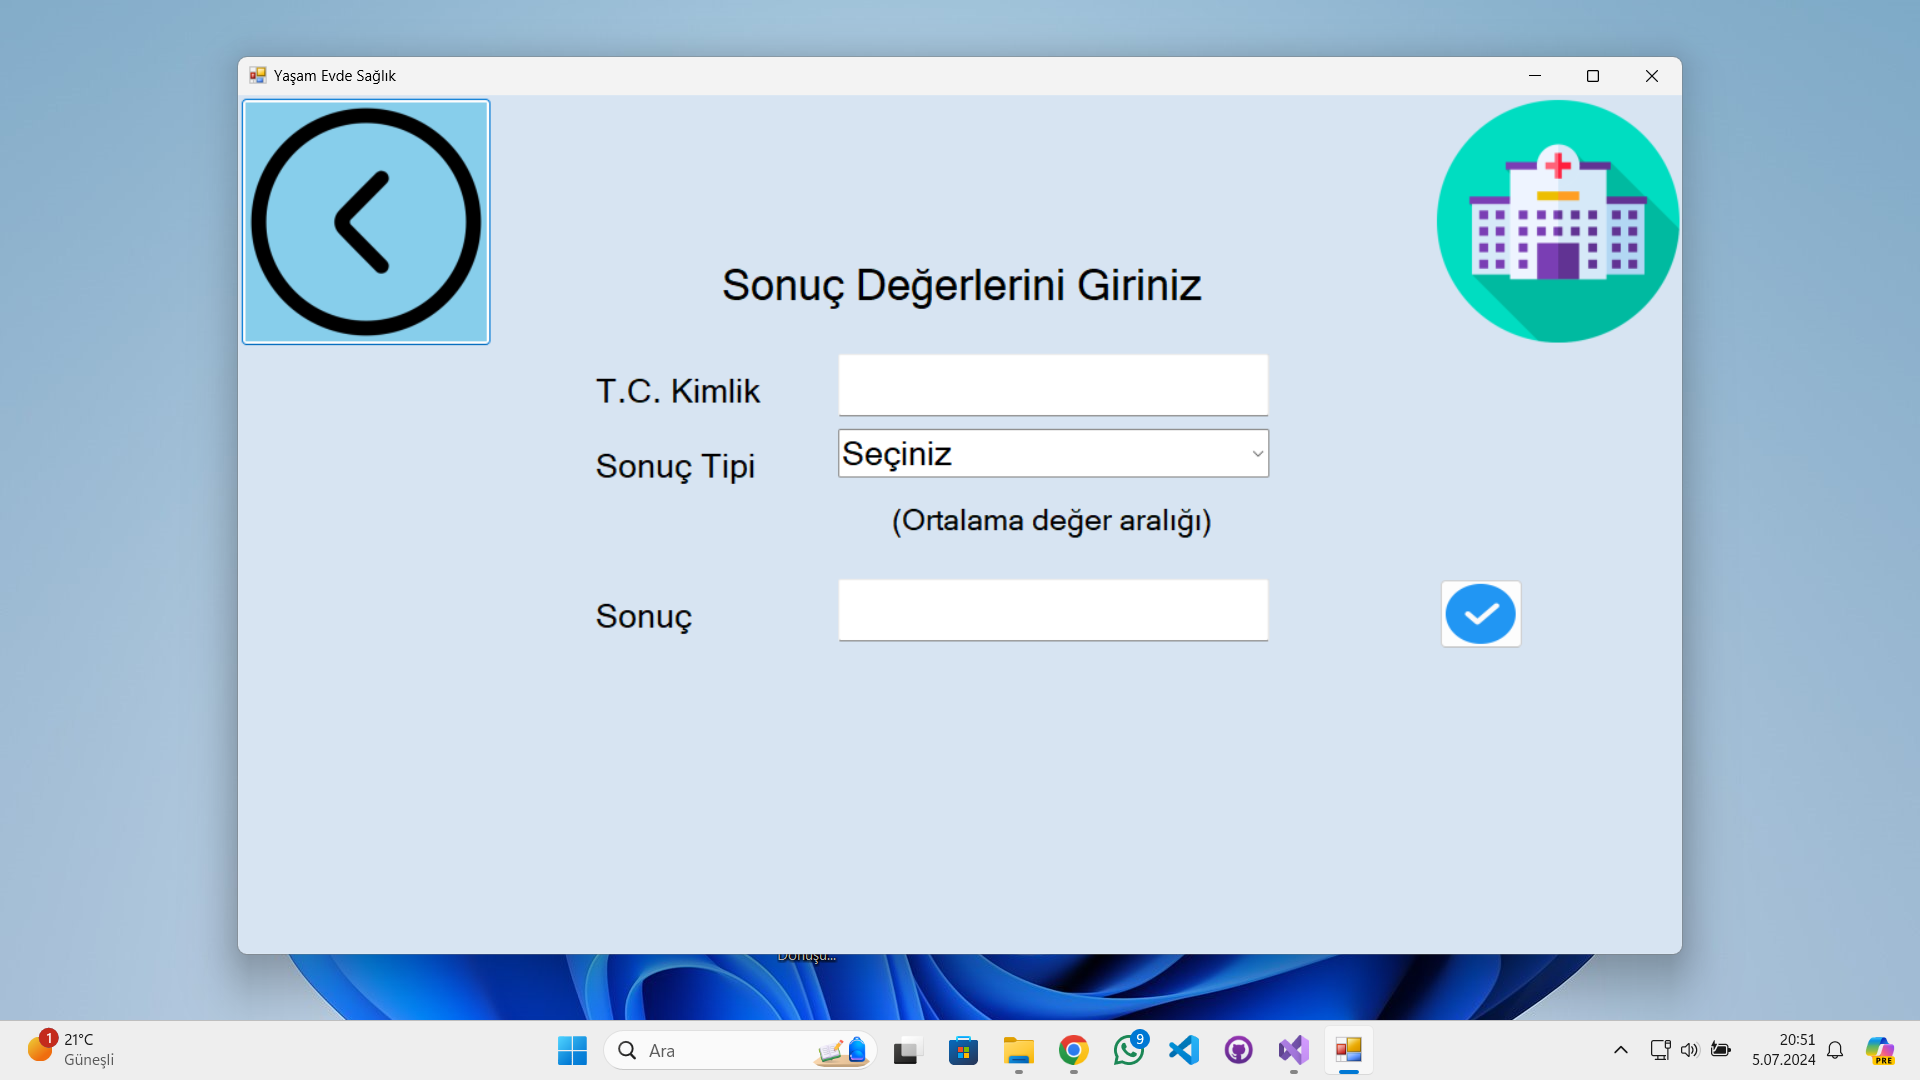 Yaşam Evde Sağlık
Sonuç Değerlerini Giriniz
T.C. Kimlik
Sonuç Tipi
Seçiniz
(Ortalama değer aralığı)
Sonuç
Dönüşü...
1
21°C
Güneşli
Ara
9
20:51
5.07.2024
PRE